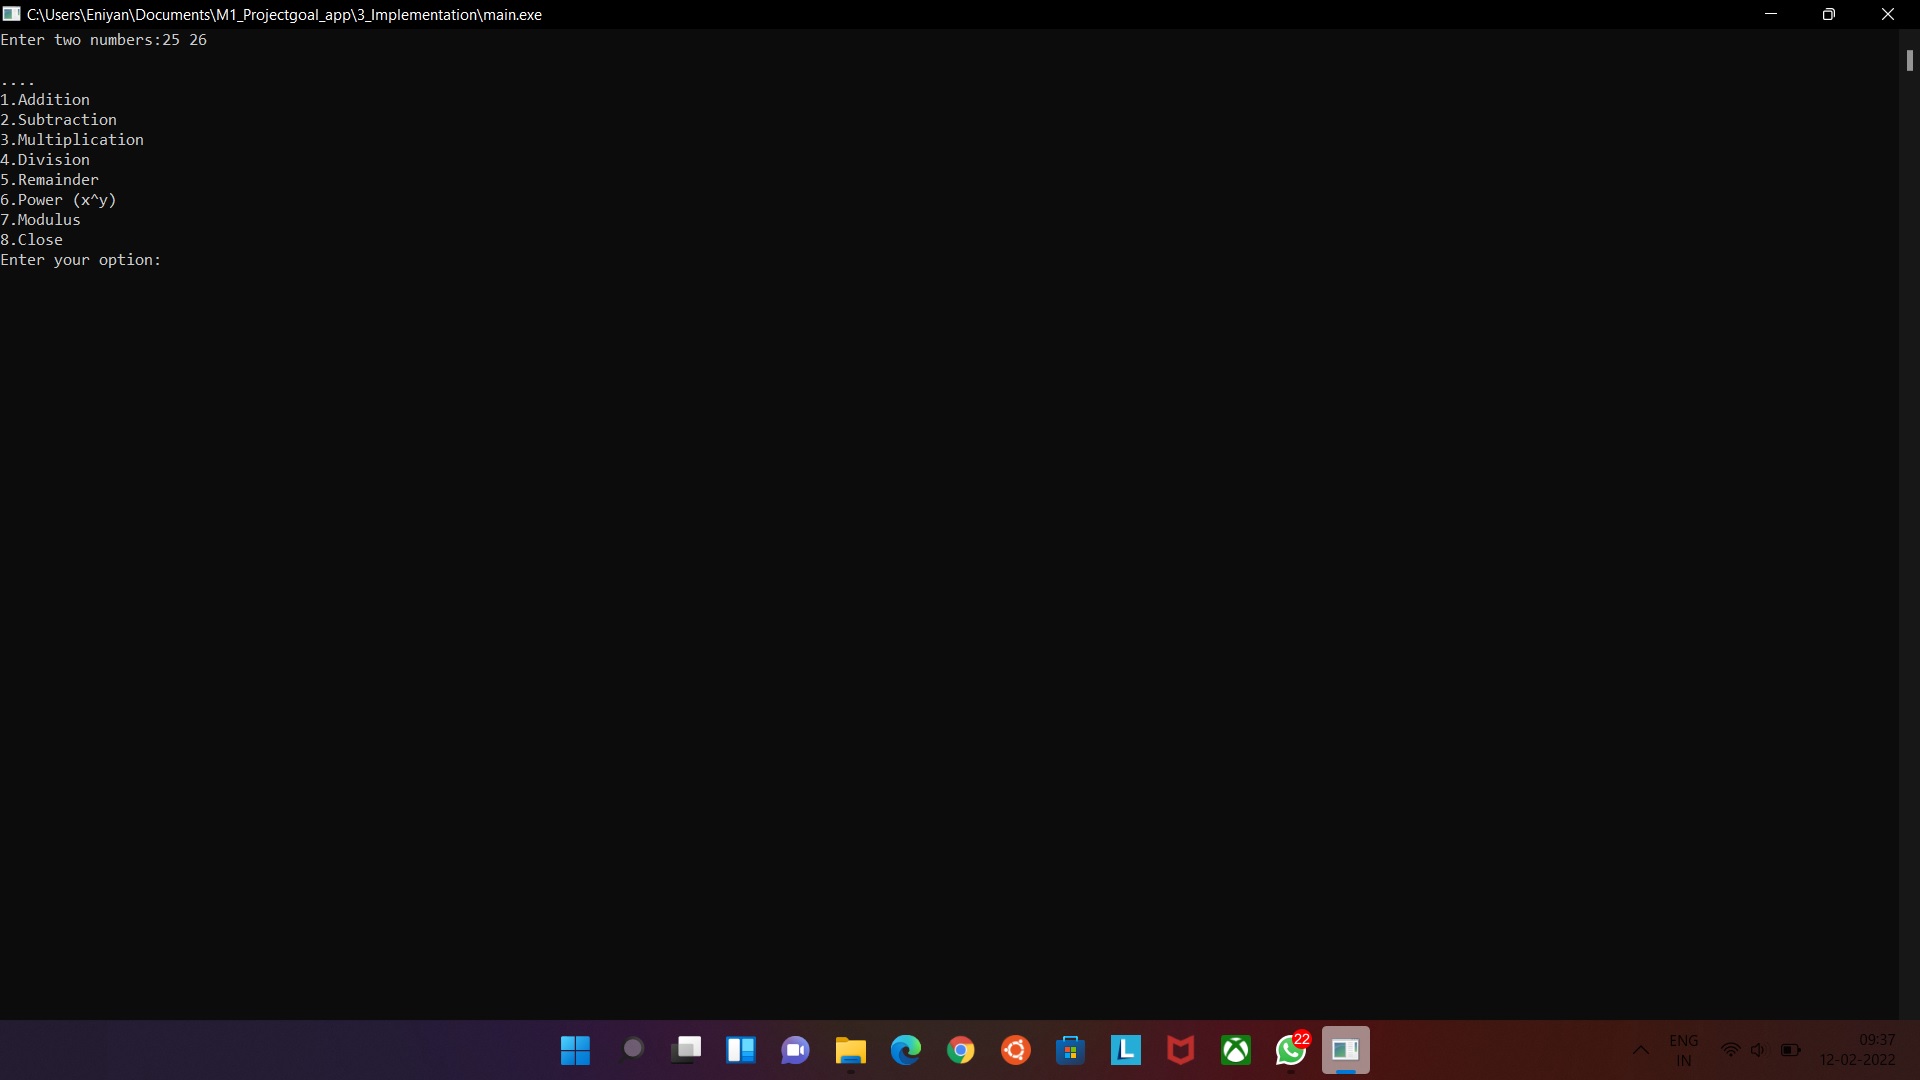 C:\Users\Eniyan\Documents\M1_Projectgoal_app\3_Implementation\main.exe
Enter two numbers:25 26
....
1.Addition
2.Subtraction
3.Multiplication
4.Division
5.Remainder
6.Power (x^y)
7.Modulus
8.Close
Enter your option:
22
L
ENG
IN
09:37
12-02-2022